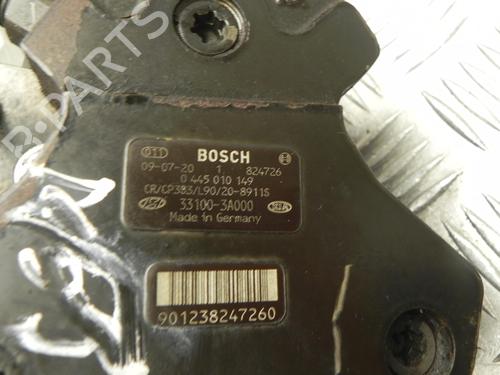 BOSCH
09-07-20 1 824726
0 445 010 149
CR/CP3S3/L90/20-8911S
33100-3A000
KIA
Made in Germany
901238247260
B-PARTS